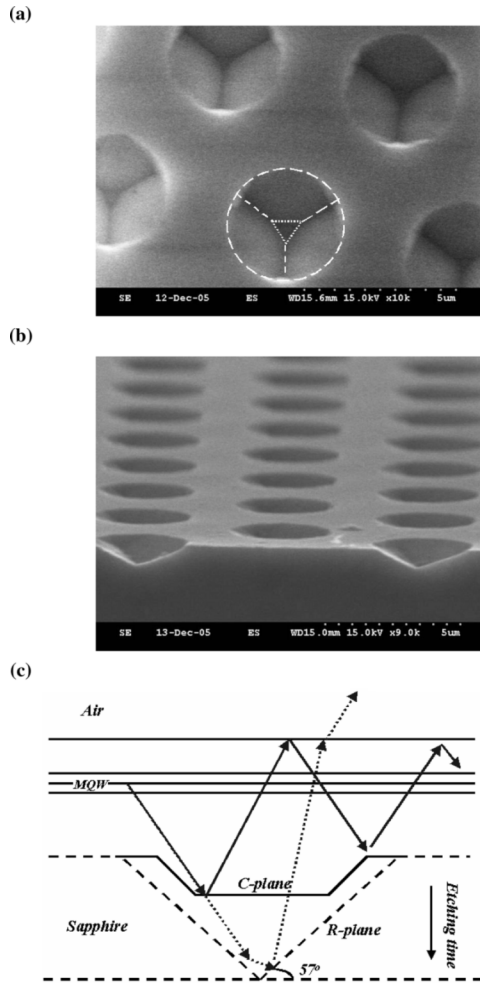 (a)
SE 12-Dec-05 ES WD15.6mm 15.0kV x10k 5um
(b)
SE 13-Dec-05 ES WD15.0mm 15.0kV x9.0k 5um
(c)
Air
MQW
C-plane
Sapphire
R-plane
57°
Etching time